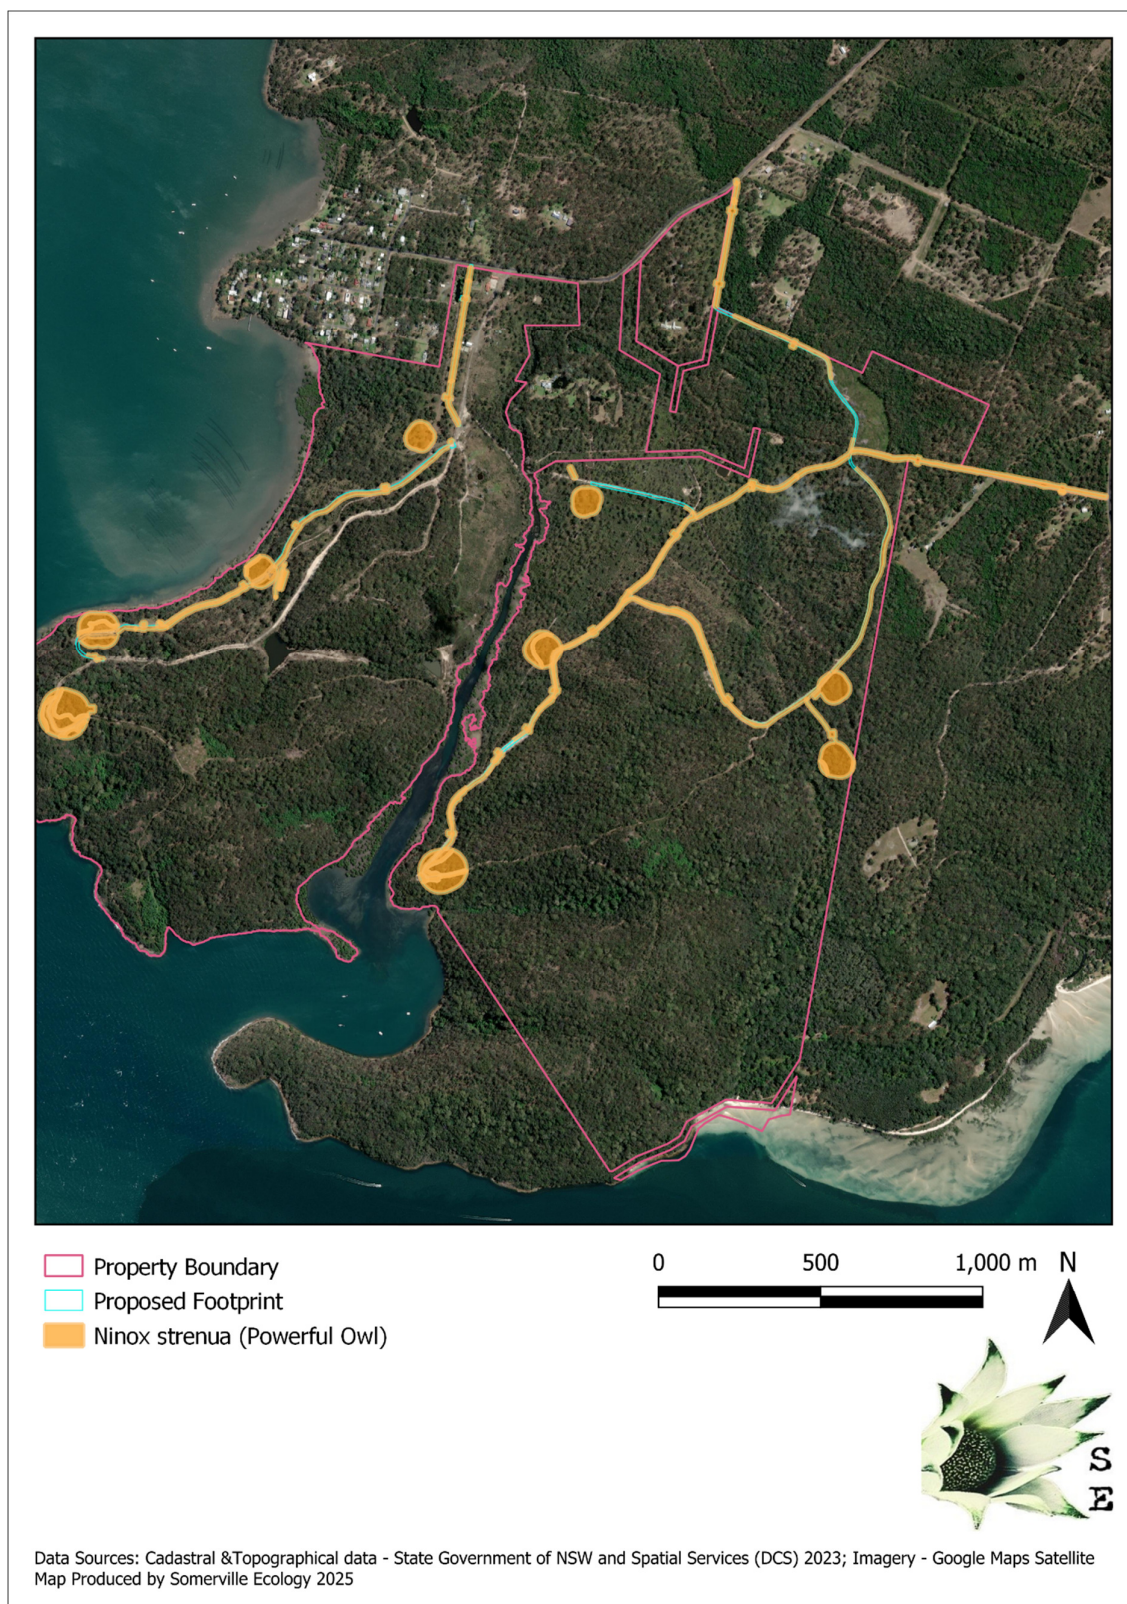 Property Boundary
Proposed Footprint
Ninox strenua (Powerful Owl)
0 500 1,000 m N
S
E
Data Sources: Cadastral &Topographical data - State Government of NSW and Spatial Services (DCS) 2023; Imagery - Google Maps Satellite
Map Produced by Somerville Ecology 2025